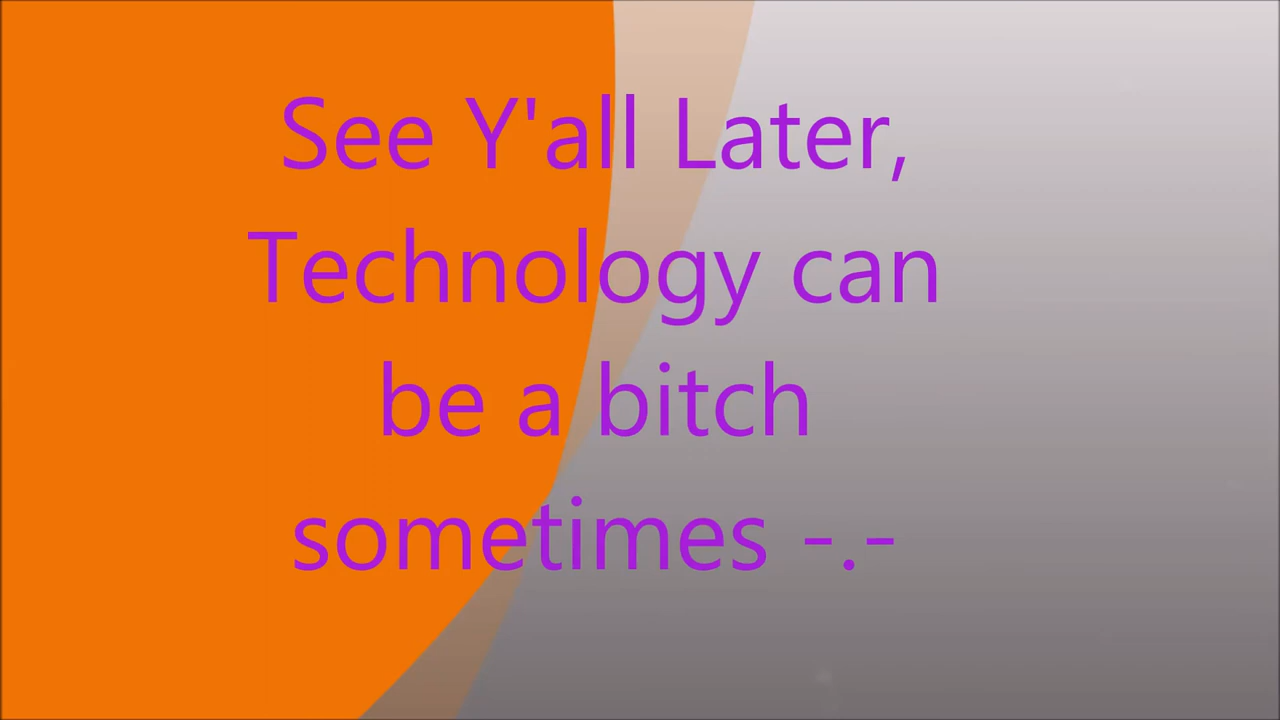 See Y'all Later,
Technology can
be a bitch
sometimes -.-